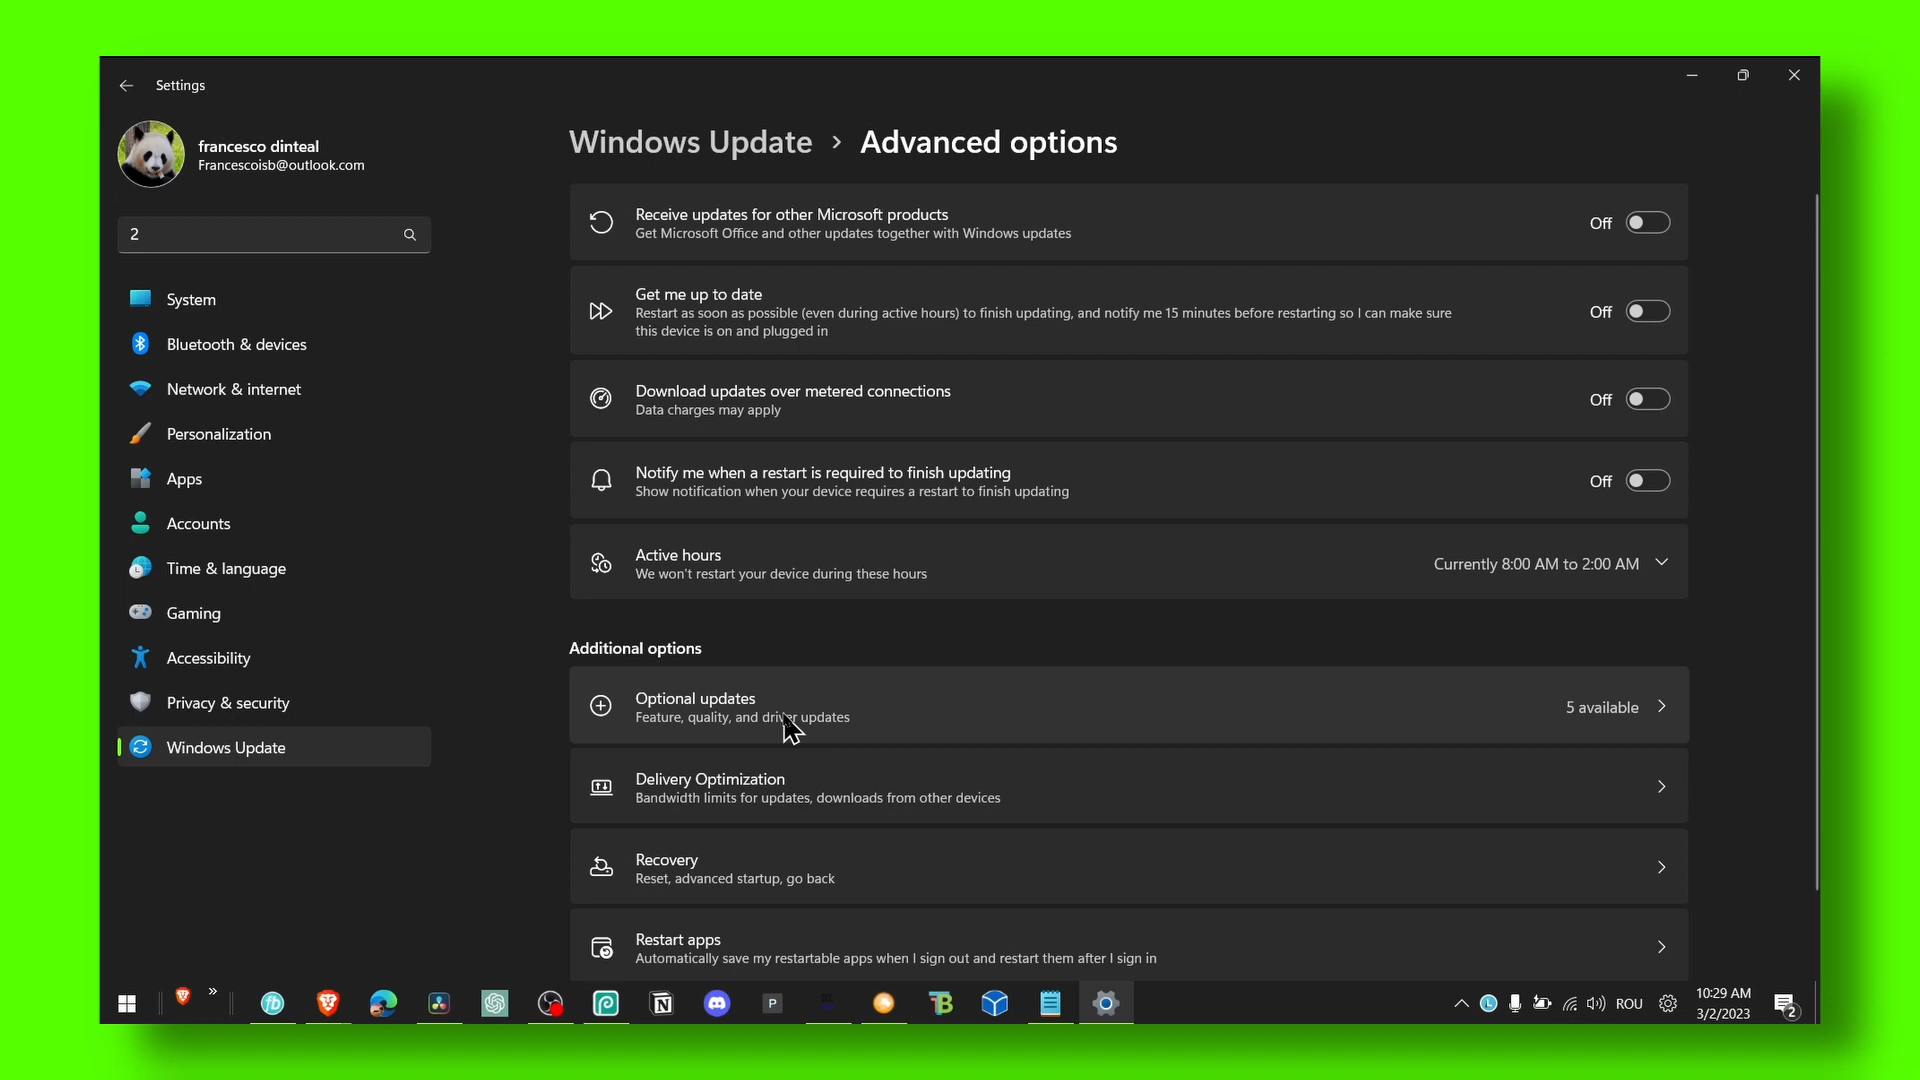 Settings
francesco dinteal
Francescoisb@outlook.com
2
System
Bluetooth & devices
Network & internet
Personalization
Apps
Accounts
Time & language
Gaming
Accessibility
Privacy & security
Windows Update
Windows Update > Advanced options
Receive updates for other Microsoft products
Get Microsoft Office and other updates together with Windows updates
Off
Get me up to date
Restart as soon as possible (even during active hours) to finish updating, and notify me 15 minutes before restarting so I can make sure
this device is on and plugged in
Off
Download updates over metered connections
Data charges may apply
Off
Notify me when a restart is required to finish updating
Show notification when your device requires a restart to finish updating
Off
Active hours
We won't restart your device during these hours
Currently 8:00 AM to 2:00 AM
Additional options
Optional updates
Feature, quality, and driver updates
5 available
Delivery Optimization
Bandwidth limits for updates, downloads from other devices
Recovery
Reset, advanced startup, go back
Restart apps
Automatically save my restartable apps when I sign out and restart them after I sign in
fb
P
ROU
10:29 AM
3/2/2023
2